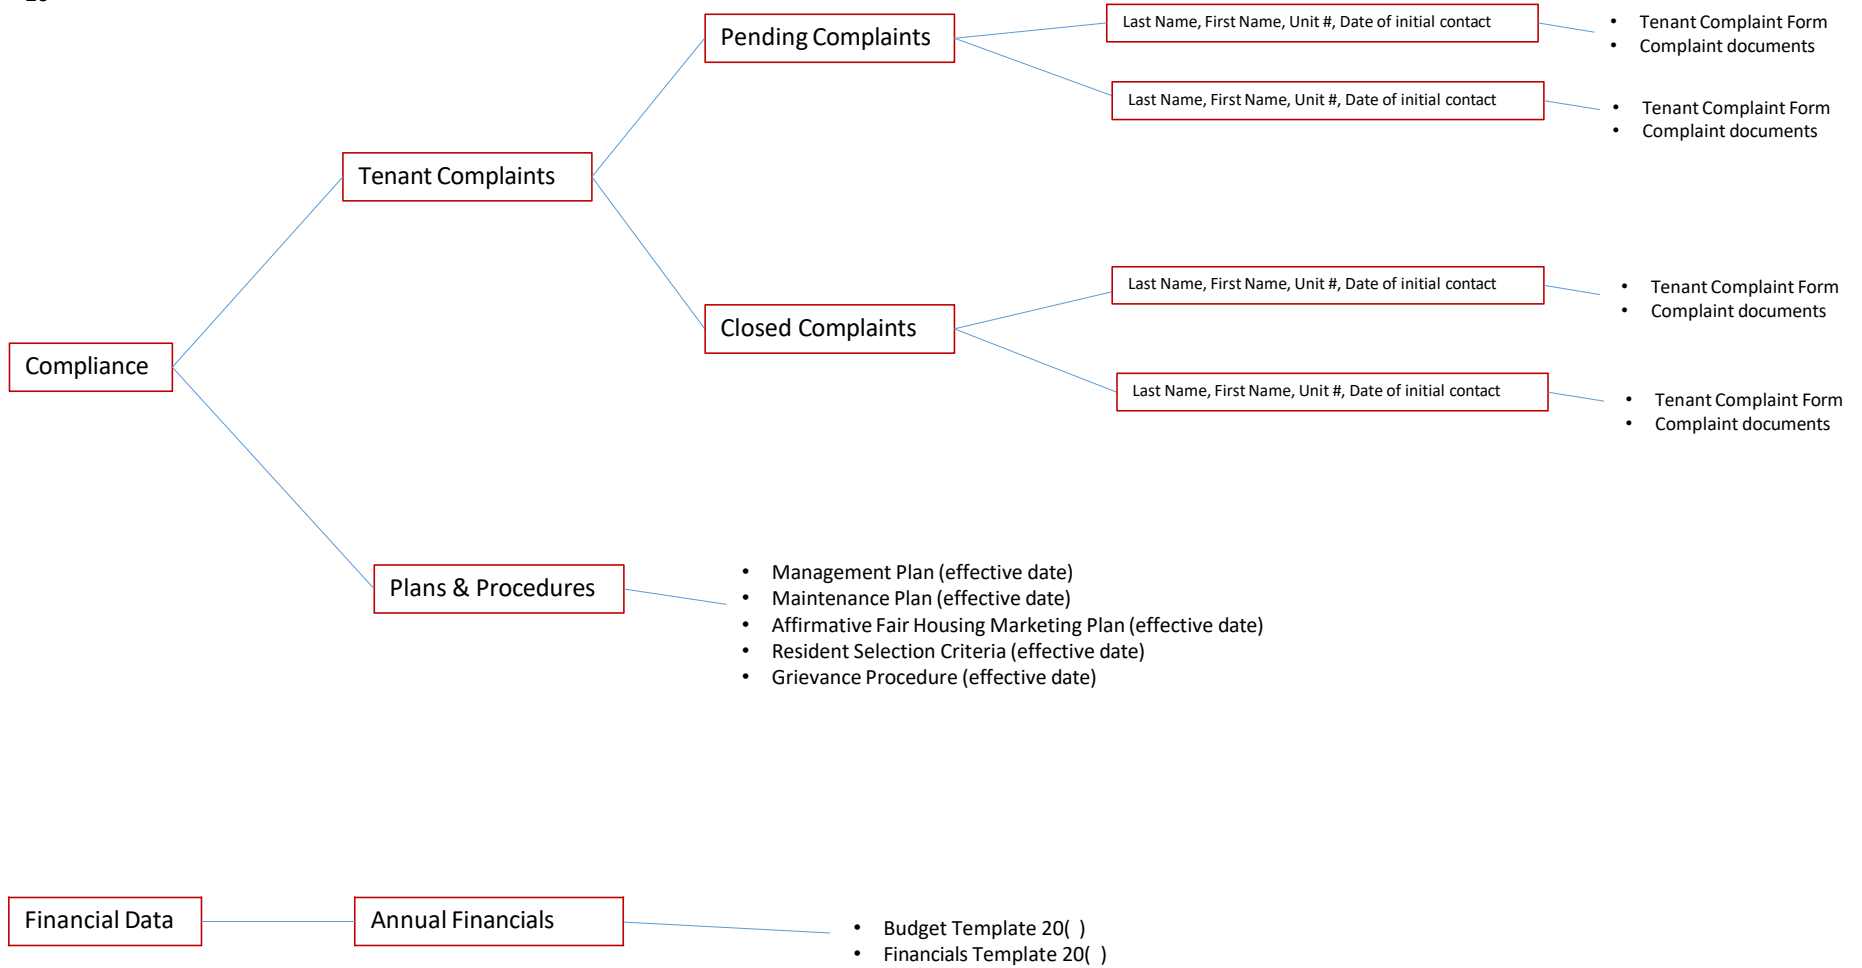 Pending Complaints
Last Name, First Name, Unit #, Date of initial contact
• Tenant Complaint Form
• Complaint documents
Last Name, First Name, Unit #, Date of initial contact
• Tenant Complaint Form
• Complaint documents
Tenant Complaints
Closed Complaints
Last Name, First Name, Unit #, Date of initial contact
• Tenant Complaint Form
• Complaint documents
Last Name, First Name, Unit #, Date of initial contact
• Tenant Complaint Form
• Complaint documents
Compliance
Plans & Procedures
• Management Plan (effective date)
• Maintenance Plan (effective date)
• Affirmative Fair Housing Marketing Plan (effective date)
• Resident Selection Criteria (effective date)
• Grievance Procedure (effective date)
Financial Data
Annual Financials
• Budget Template 20( )
• Financials Template 20( )